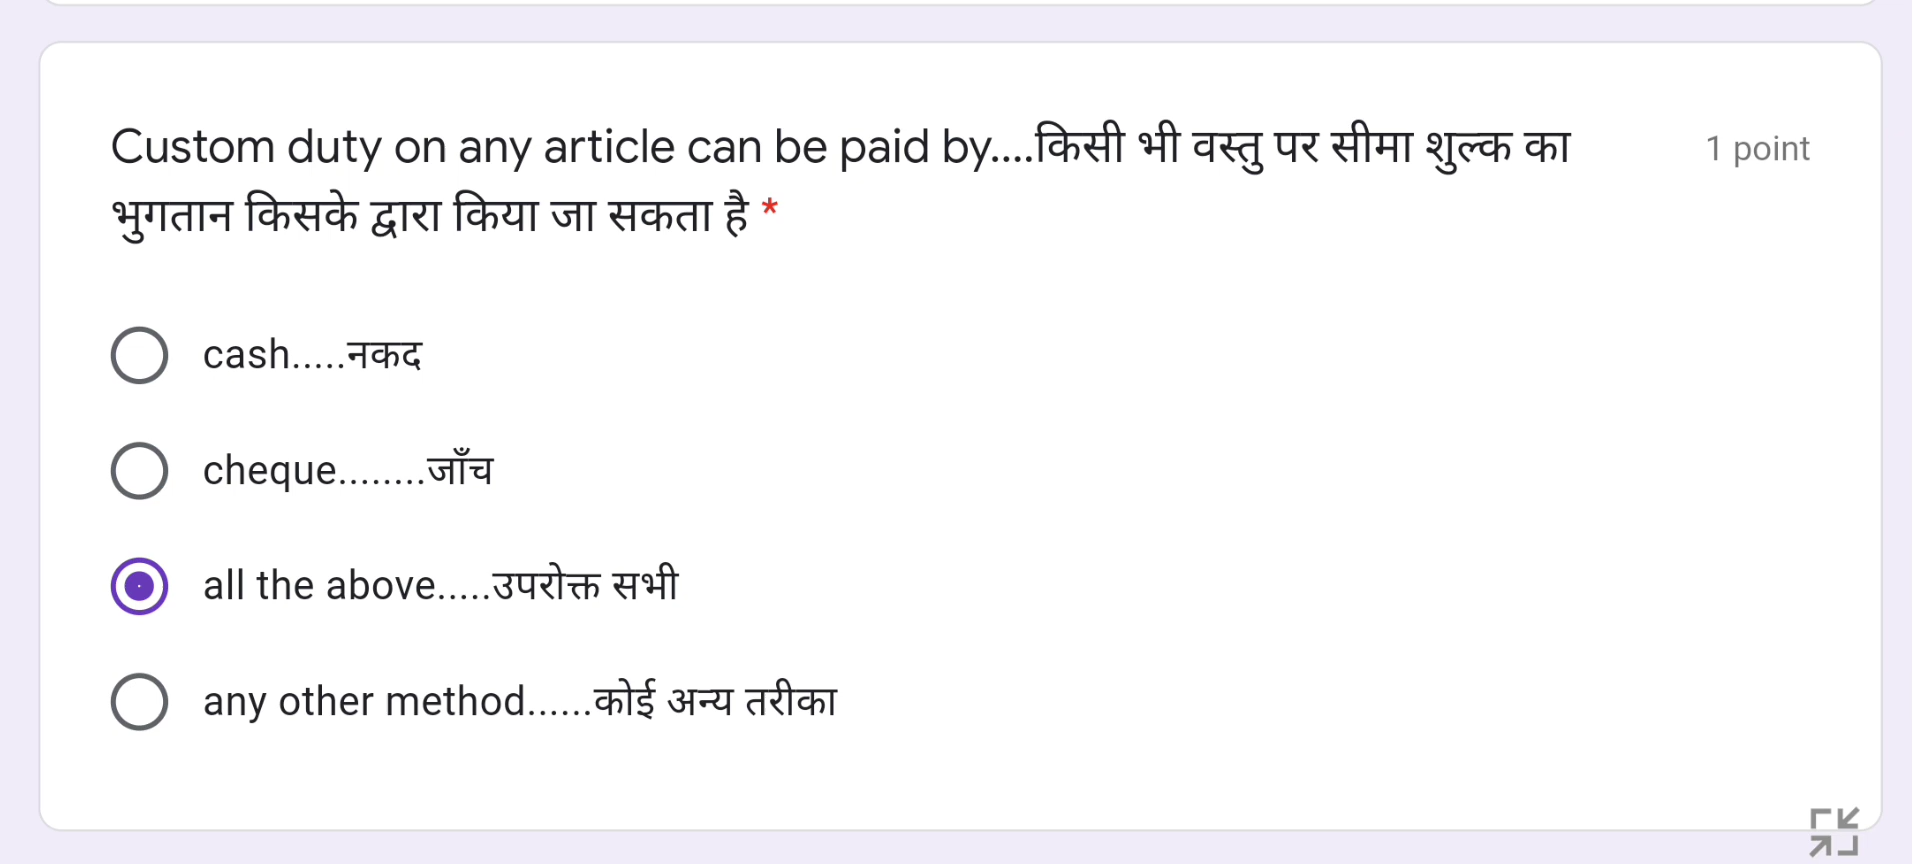 Custom duty on any article can be paid by....किसी भी वस्तु पर सीमा शुल्क का
भुगतान किसके द्वारा किया जा सकता है *
1 point
cash.....नकद
cheque........जाँच
all the above.....उपरोक्त सभी
any other method......कोई अन्य तरीका